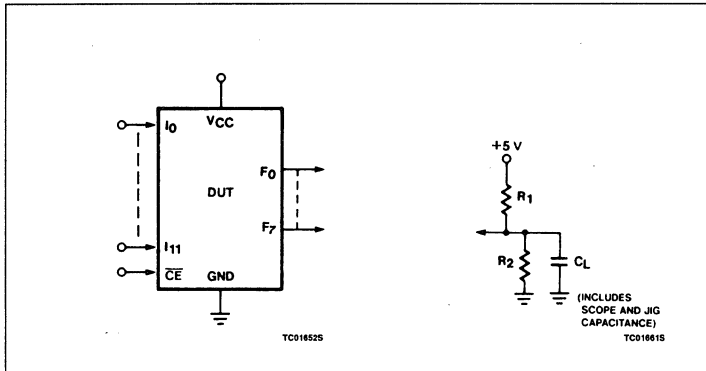 VCC
I0
F0
DUT
F7
I11
CE
GND
TC01652S
+5 V
R1
R2
CL
(INCLUDES
SCOPE AND JIG
CAPACITANCE)
TC01661S